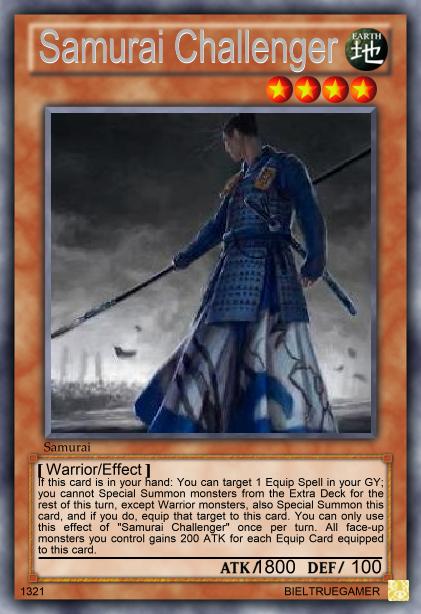 Samurai Challenger
EARTH
地
Samurai
[ Warrior/Effect ]
If this card is in your hand: You can target 1 Equip Spell in your GY;
you cannot Special Summon monsters from the Extra Deck for the
rest of this turn, except Warrior monsters, also Special Summon this
card, and if you do, equip that target to this card. You can only use
this effect of "Samurai Challenger" once per turn. All face-up
monsters you control gains 200 ATK for each Equip Card equipped
to this card.
ATK/1800 DEF/ 100
1321
BIELTRUEGAMER